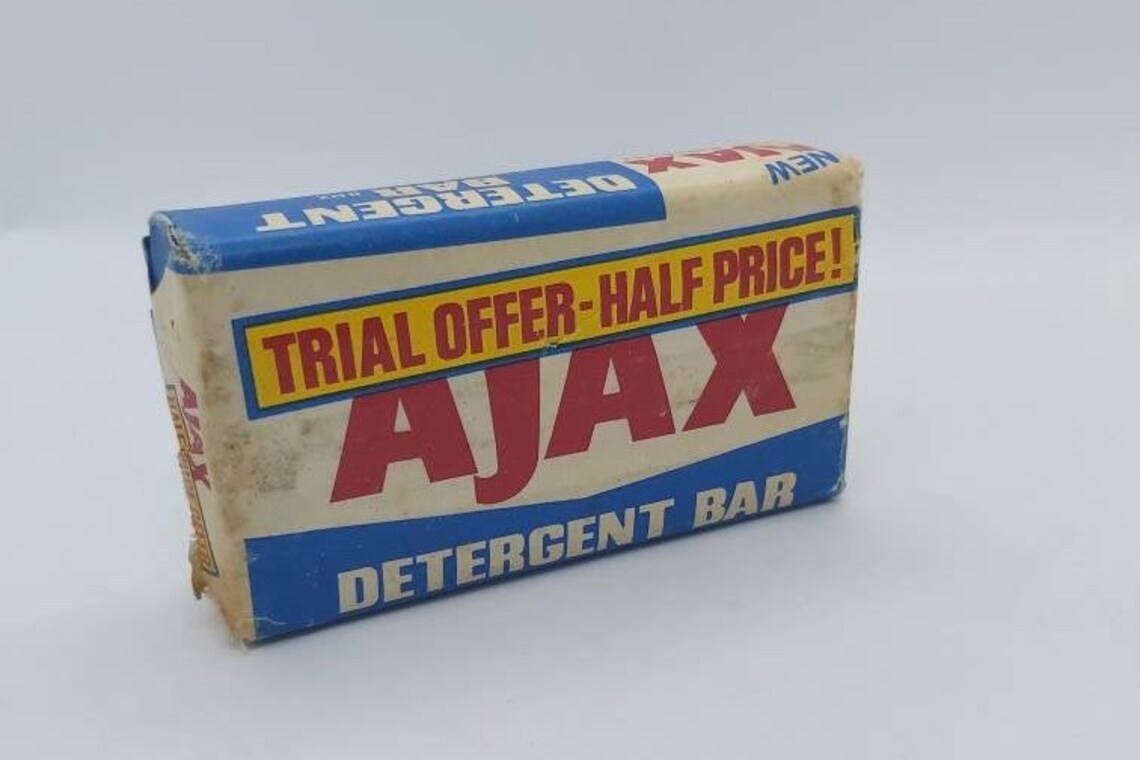 NEW
AJAX
DETERGENT
BAR
TRIAL OFFER-HALF PRICE!
AJAX
DETERGENT BAR
AJAX